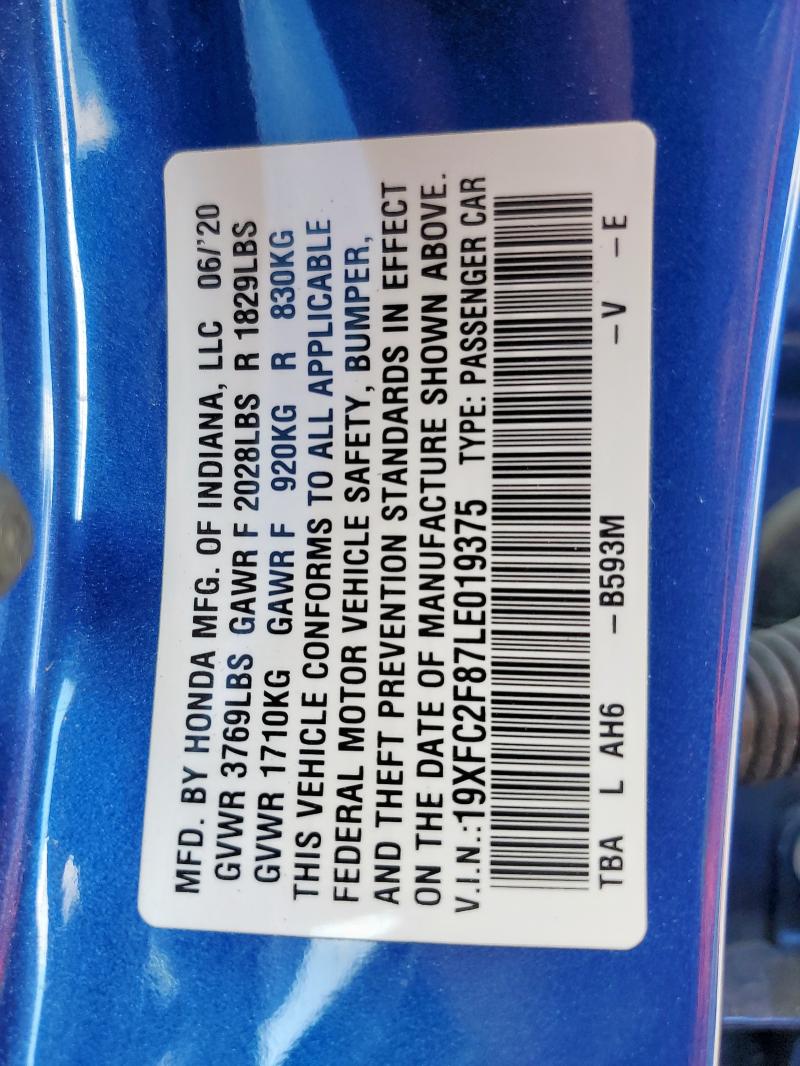 MFD. BY HONDA MFG. OF INDIANA, LLC 06/'20
GVWR 3769LBS GAWR F 2028LBS R 1829LBS
GVWR 1710KG GAWR F 920KG R 830KG
THIS VEHICLE CONFORMS TO ALL APPLICABLE
FEDERAL MOTOR VEHICLE SAFETY, BUMPER,
AND THEFT PREVENTION STANDARDS IN EFFECT
ON THE DATE OF MANUFACTURE SHOWN ABOVE.
V.I.N.:19XFC2F87LE019375 TYPE: PASSENGER CAR
TBA L AH6 –B593M –V –E